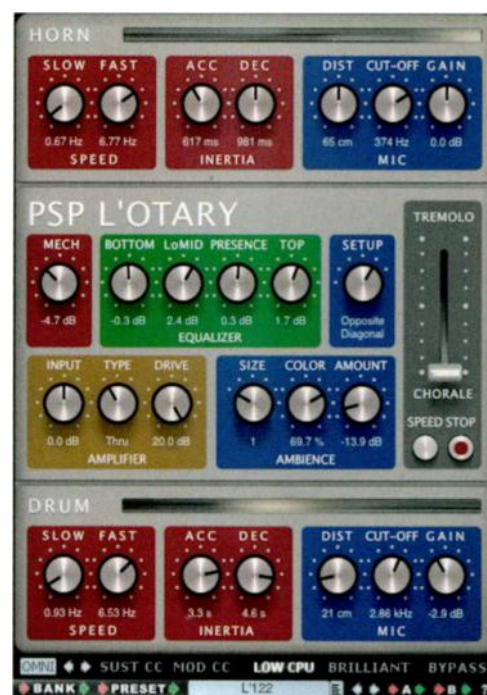 HORN
SLOW FAST ACC DEC DIST CUT-OFF GAIN
0.67 Hz 6.77 Hz 617 ms 981 ms 65 cm 374 Hz 0.0 dB
SPEED INERTIA MIC
PSP L'OTARY
TREMOLO
MECH BOTTOM LoMID PRESENCE TOP SETUP
-4.7 dB -0.3 dB 2.4 dB 0.3 dB 1.7 dB Opposite
Diagonal
EQUALIZER
INPUT TYPE DRIVE SIZE COLOR AMOUNT
CHORALE
0.0 dB Thru 20.0 dB 1 69.7 % -13.9 dB
SPEED STOP
AMPLIFIER AMBIENCE
DRUM
SLOW FAST ACC DEC DIST CUT-OFF GAIN
0.93 Hz 6.53 Hz 3.3 s 4.6 s 21 cm 2.86 kHz -2.9 dB
SPEED INERTIA MIC
OMNI SUST CC MOD CC LOW CPU BRILLIANT BYPASS
BANK PRESET L'122 E A B